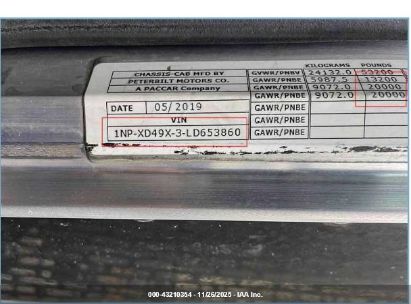 KILOGRAMS POUNDS
CHASSIS-CAB MFD BY
PETERBILT MOTORS CO.
A PACCAR Company
GVWR/PNBV 24132.0 53200
GAWR/PNBE 5987.5 13200
GAWR/PNBE 9072.0 20000
GAWR/PNBE 9072.0 20000
DATE 05/2019
GAWR/PNBE
VIN
GAWR/PNBE
1NP-XD49X-3-LD653860
GAWR/PNBE
000-43210354 - 11/26/2025 - IAA Inc.